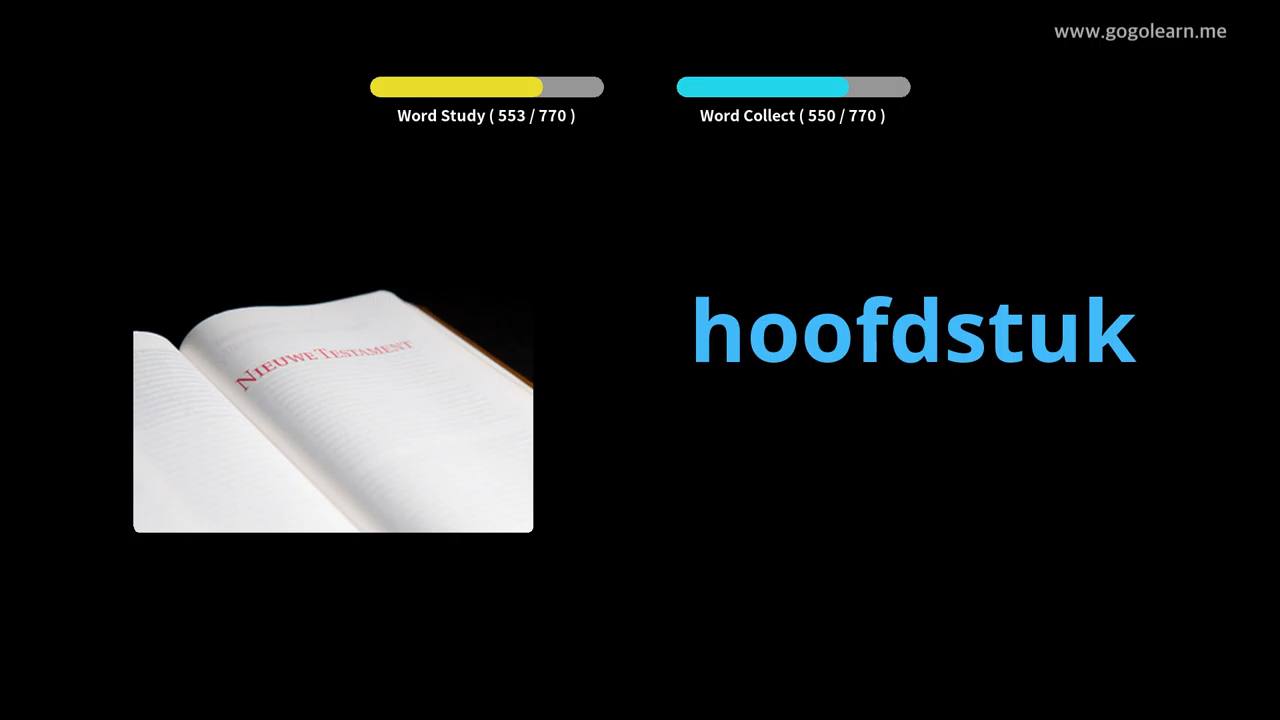 www.gogolearn.me
Word Study ( 553 / 770 )
Word Collect ( 550 / 770 )
NIEUWE TESTAMENT
hoofdstuk